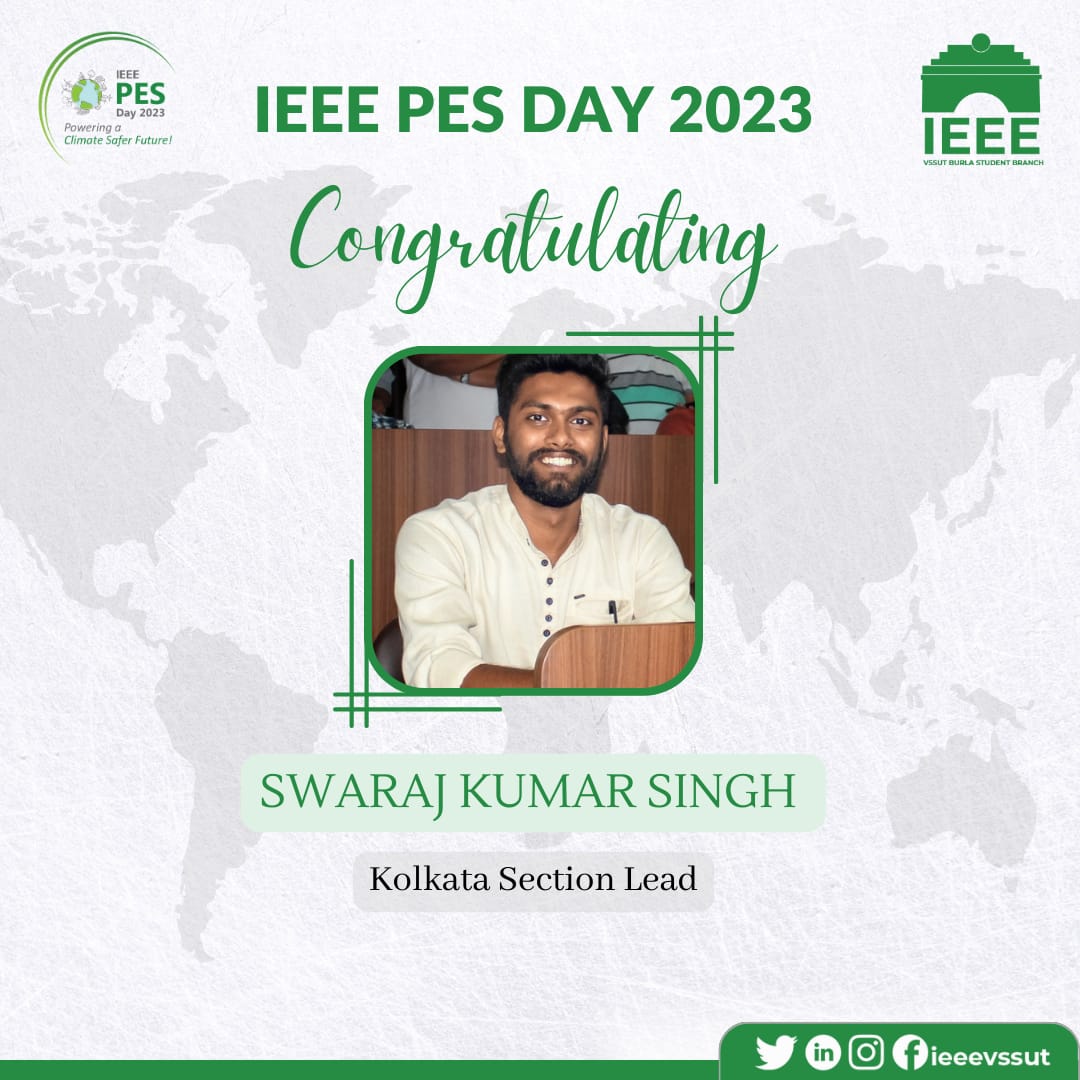 IEEE
PES
Day 2023
Powering a
Climate Safer Future!
IEEE PES DAY 2023
IEEE
VSSUT BURLA STUDENT BRANCH
Congratulating
SWARAJ KUMAR SINGH
Kolkata Section Lead
ieeevssut